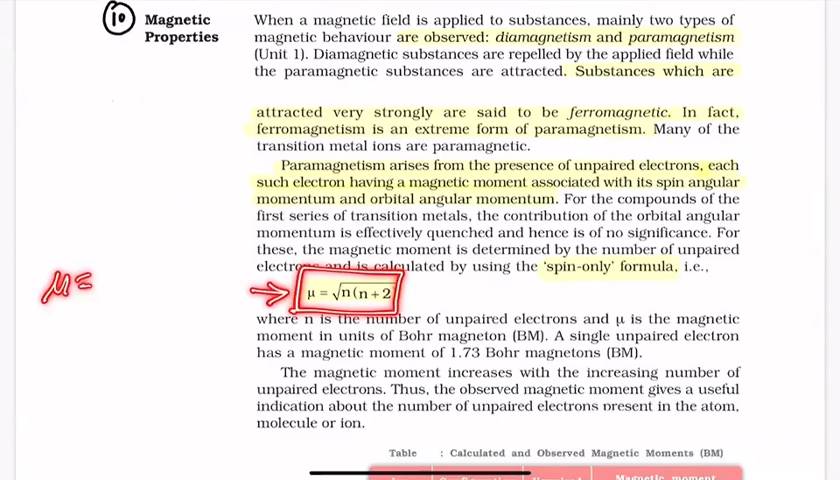 10
Magnetic
Properties
When a magnetic field is applied to substances, mainly two types of
magnetic behaviour are observed: diamagnetism and paramagnetism
(Unit 1). Diamagnetic substances are repelled by the applied field while
the paramagnetic substances are attracted. Substances which are
attracted very strongly are said to be ferromagnetic. In fact,
ferromagnetism is an extreme form of paramagnetism. Many of the
transition metal ions are paramagnetic.
Paramagnetism arises from the presence of unpaired electrons, each
such electron having a magnetic moment associated with its spin angular
momentum and orbital angular momentum. For the compounds of the
first series of transition metals, the contribution of the orbital angular
momentum is effectively quenched and hence is of no significance. For
these, the magnetic moment is determined by the number of unpaired
electrons and is calculated by using the ‘spin-only’ formula, i.e.,
μ =
→ μ = √n(n + 2
where n is the number of unpaired electrons and μ is the magnetic
moment in units of Bohr magneton (BM). A single unpaired electron
has a magnetic moment of 1.73 Bohr magnetons (BM).
The magnetic moment increases with the increasing number of
unpaired electrons. Thus, the observed magnetic moment gives a useful
indication about the number of unpaired electrons present in the atom,
molecule or ion.
Table : Calculated and Observed Magnetic Moments (BM)
Magnetic moment